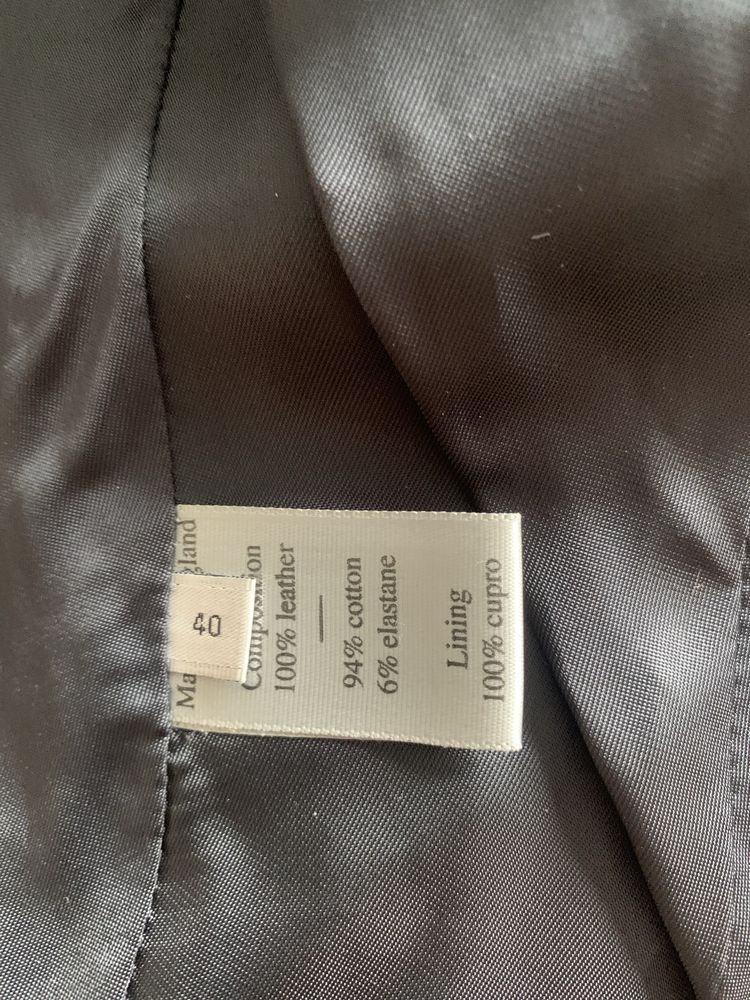 Composition
100% leather
94% cotton
6% elastane
Lining
100% cupro
40